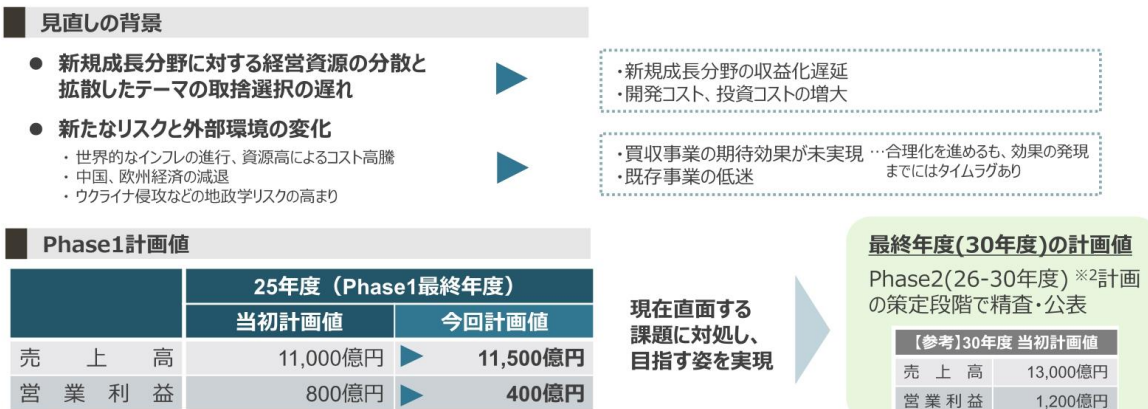 見直しの背景
● 新規成長分野に対する経営資源の分散と
拡散したテーマの取捨選択の遅れ
・新規成長分野の収益化遅延
・開発コスト、投資コストの増大
● 新たなリスクと外部環境の変化
・世界的なインフレの進行、資源高によるコスト高騰
・中国、欧州経済の減退
・ウクライナ侵攻などの地政学リスクの高まり
・買収事業の期待効果が未実現 …合理化を進めるも、効果の発現
までにはタイムラグあり
・既存事業の低迷
Phase1計画値
25年度（Phase1最終年度）
当初計画値 今回計画値
売上高 11,000億円 11,500億円
営業利益 800億円 400億円
現在直面する
課題に対処し、
目指す姿を実現
最終年度(30年度)の計画値
Phase2(26-30年度) ※2計画
の策定段階で精査・公表
【参考】30年度 当初計画値
売上高 13,000億円
営業利益 1,200億円